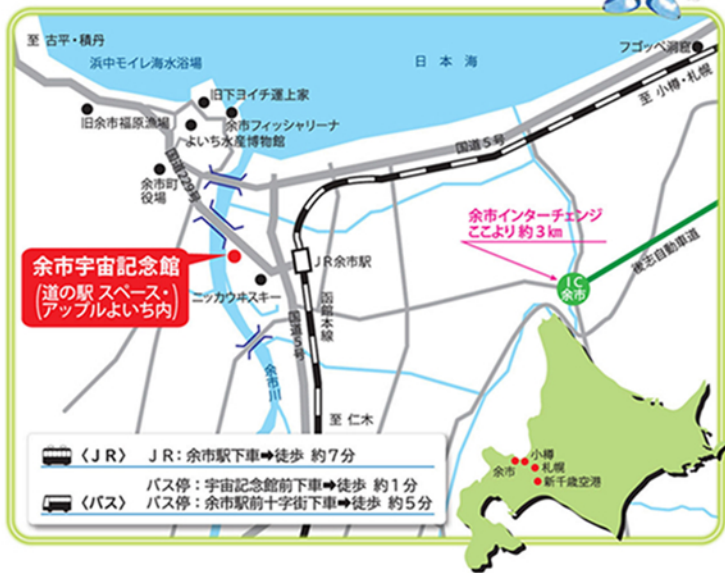 至 古平・積丹
浜中モイレ海水浴場
日本海
フゴッペ洞窟
至 小樽・札幌
旧下ヨイチ運上家
旧余市福原漁場
余市フィッシャリーナ
よいち水産博物館
国道5号
国道229号
余市町
役場
余市インターチェンジ
ここより 約3km
余市宇宙記念館
(道の駅 スペース・
アップルよいち内)
JR余市駅
後志自動車道
IC
余市
ニッカウヰスキー
函館本線
国道5号
余市川
至 仁木
〈JR〉 JR:余市駅下車➡徒歩 約7分
バス停:宇宙記念館前下車➡徒歩 約1分
〈バス〉 バス停:余市駅前十字街下車➡徒歩 約5分
小樽
余市
札幌
新千歳空港